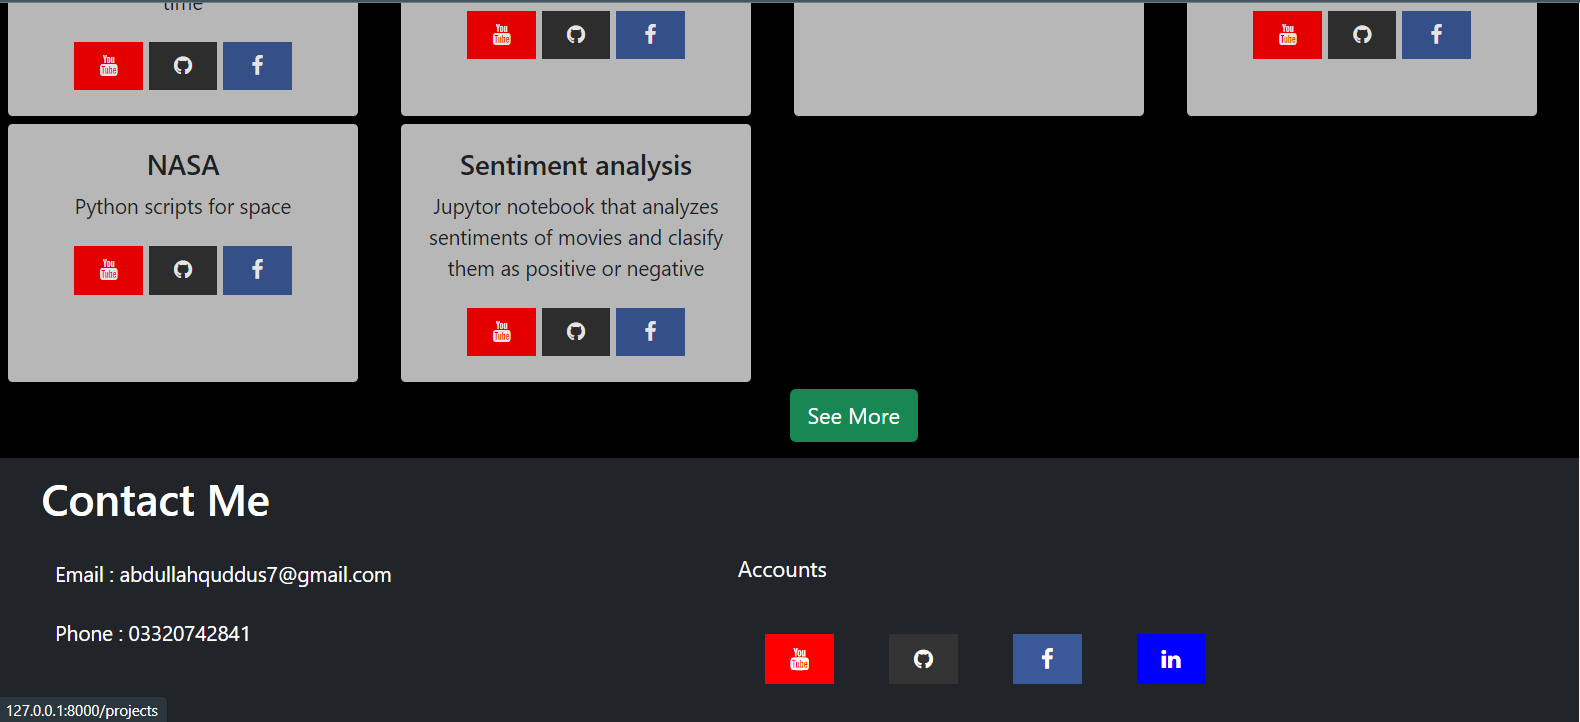 time
You
Tube
You
Tube
You
Tube
NASA
Python scripts for space
You
Tube
Sentiment analysis
Jupytor notebook that analyzes
sentiments of movies and clasify
them as positive or negative
You
Tube
See More
Contact Me
Email : abdullahquddus7@gmail.com
Phone : 03320742841
Accounts
You
Tube
in
127.0.0.1:8000/projects